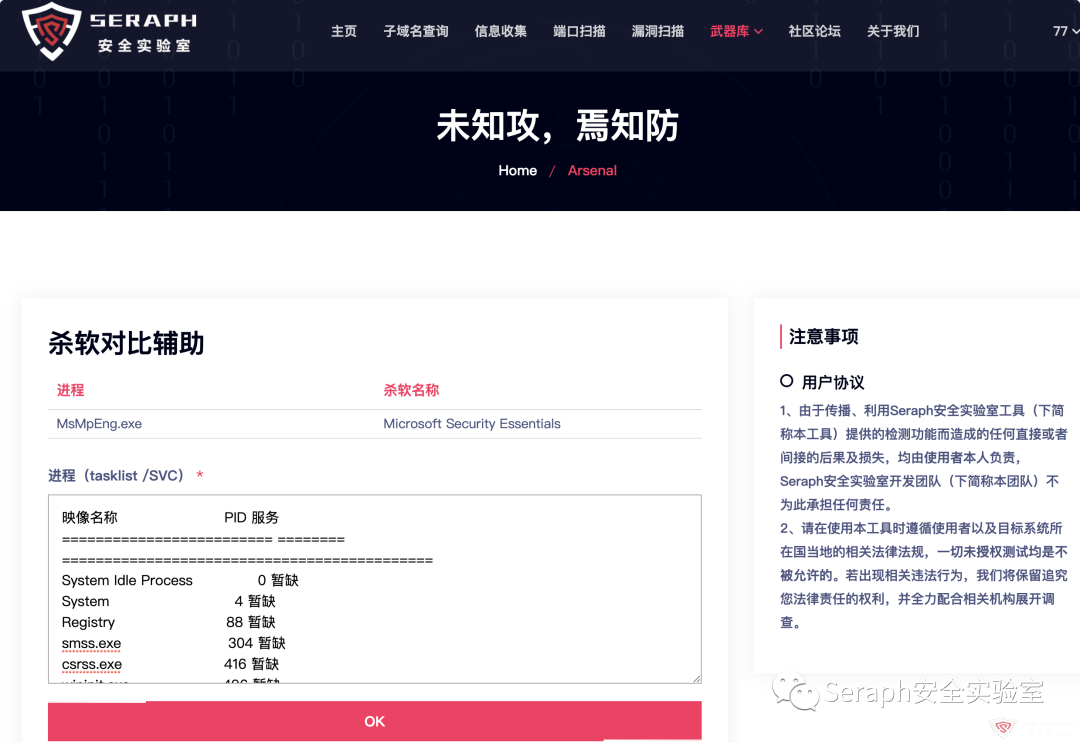 SERAPH
安全实验室
主页 子域名查询 信息收集 端口扫描 漏洞扫描 武器库 社区论坛 关于我们 77
未知攻，焉知防
Home / Arsenal
杀软对比辅助
进程 杀软名称
MsMpEng.exe Microsoft Security Essentials
进程（tasklist /SVC） *
映像名称 PID 服务
========================= ========
============================================
System Idle Process 0 暂缺
System 4 暂缺
Registry 88 暂缺
smss.exe 304 暂缺
csrss.exe 416 暂缺
OK
注意事项
用户协议
1、由于传播、利用Seraph安全实验室工具（下简
称本工具）提供的检测功能而造成的任何直接或者
间接的后果及损失，均由使用者本人负责，
Seraph安全实验室开发团队（下简称本团队）不
为此承担任何责任。
2、请在使用本工具时遵循使用者以及目标系统所
在国当地的相关法律法规，一切未授权测试均是不
被允许的。若出现相关违法行为，我们将保留追究
您法律责任的权利，并全力配合相关机构展开调
查。
Seraph安全实验室